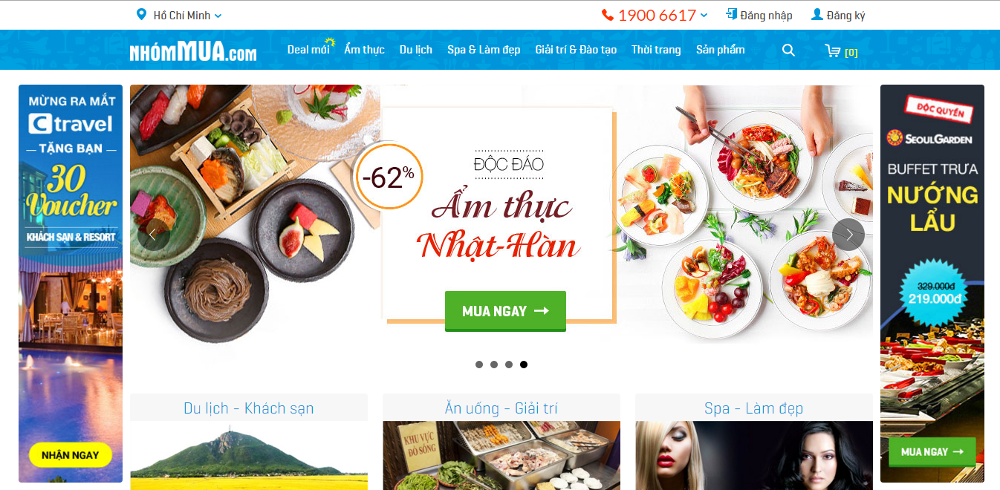 Hồ Chí Minh
1900 6617
Đăng nhập
Đăng ký
NHÓMMUA.COM
Deal mới
Ẩm thực
Du lịch
Spa & Làm đẹp
Giải trí & Đào tạo
Thời trang
Sản phẩm
[0]
MỪNG RA MẮT
C travel
— TẶNG BẠN —
30
Voucher
KHÁCH SẠN & RESORT
NHẬN NGAY
-62%
ĐỘC ĐÁO
Ẩm thực
Nhật-Hàn
MUA NGAY →
ĐỘC QUYỀN
SEOULGARDEN
BUFFET TRƯA
NƯỚNG
LẨU
329.000đ
219.000đ
MUA NGAY →
Du lịch - Khách sạn
Ăn uống - Giải trí
Spa - Làm đẹp
KHU VỰC
ĐỒ SỐNG